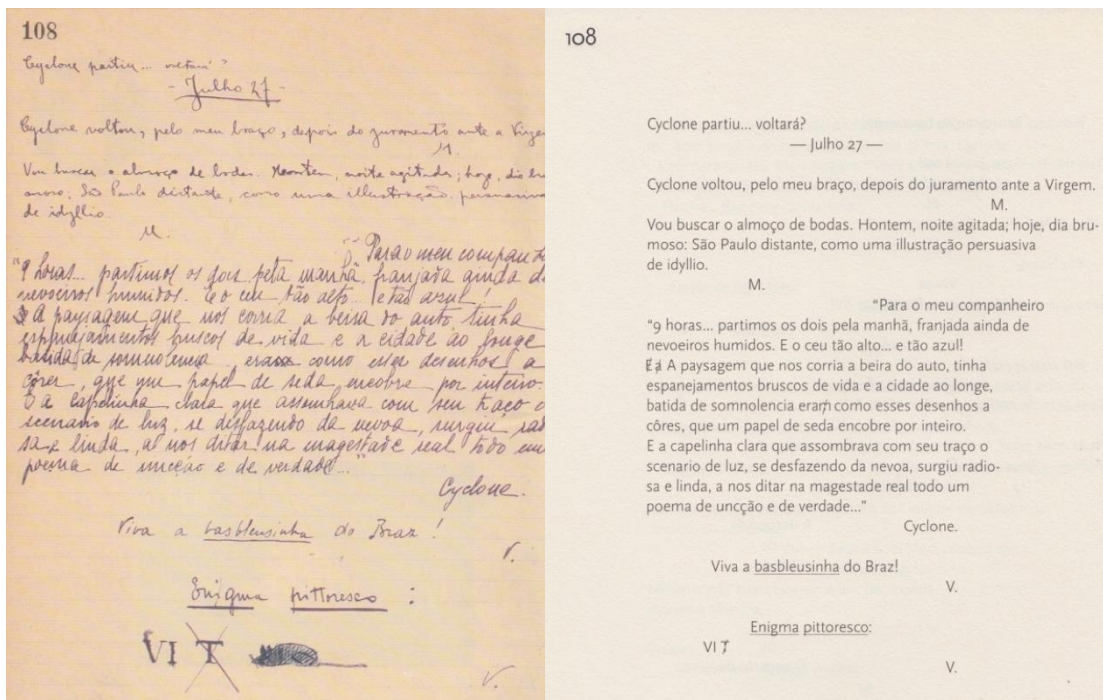 108
Cyclone partiu... voltará?
- Julho 27 -
Cyclone voltou, pelo meu braço, depois do juramento ante a Virgem
M.
Vou buscar o almoço de bodas. Hontem, noite agitada; hoje, dia bru
moso; São Paulo distante, como uma illustração persuasiva
de idyllio.
M.
"Para o meu companhe
"9 horas... partimos os dois pela manhã, franjada ainda de
nevoeiros humidos. E o ceu tão alto... e tão azul!
A paysagem que nos corria a beira do auto, tinha
espanejamentos bruscos de vida e a cidade ao longe
batida de somnolencia, eram como esses desenhos a
côres, que um papel de seda encobre por inteiro.
E a capelinha clara que assombrava com seu traço o
scenario de luz, se desfazendo da nevoa, surgiu radio
sa e linda, a nos ditar na magestade real todo um
poema de uncção e de verdade..."
Cyclone.
Viva a basbleusinha do Braz!
V.
Enigma pittoresco:
VI T
V.
108
Cyclone partiu... voltará?
— Julho 27 —
Cyclone voltou, pelo meu braço, depois do juramento ante a Virgem.
M.
Vou buscar o almoço de bodas. Hontem, noite agitada; hoje, dia bru-
moso: São Paulo distante, como uma illustração persuasiva
de idyllio.
M.
"Para o meu companheiro
"9 horas... partimos os dois pela manhã, franjada ainda de
nevoeiros humidos. E o ceu tão alto... e tão azul!
E a A paysagem que nos corria a beira do auto, tinha
espanejamentos bruscos de vida e a cidade ao longe,
batida de somnolencia eram como esses desenhos a
côres, que um papel de seda encobre por inteiro.
E a capelinha clara que assombrava com seu traço o
scenario de luz, se desfazendo da nevoa, surgiu radio-
sa e linda, a nos ditar na magestade real todo um
poema de uncção e de verdade..."
Cyclone.
Viva a basbleusinha do Braz!
V.
Enigma pittoresco:
VI T
V.